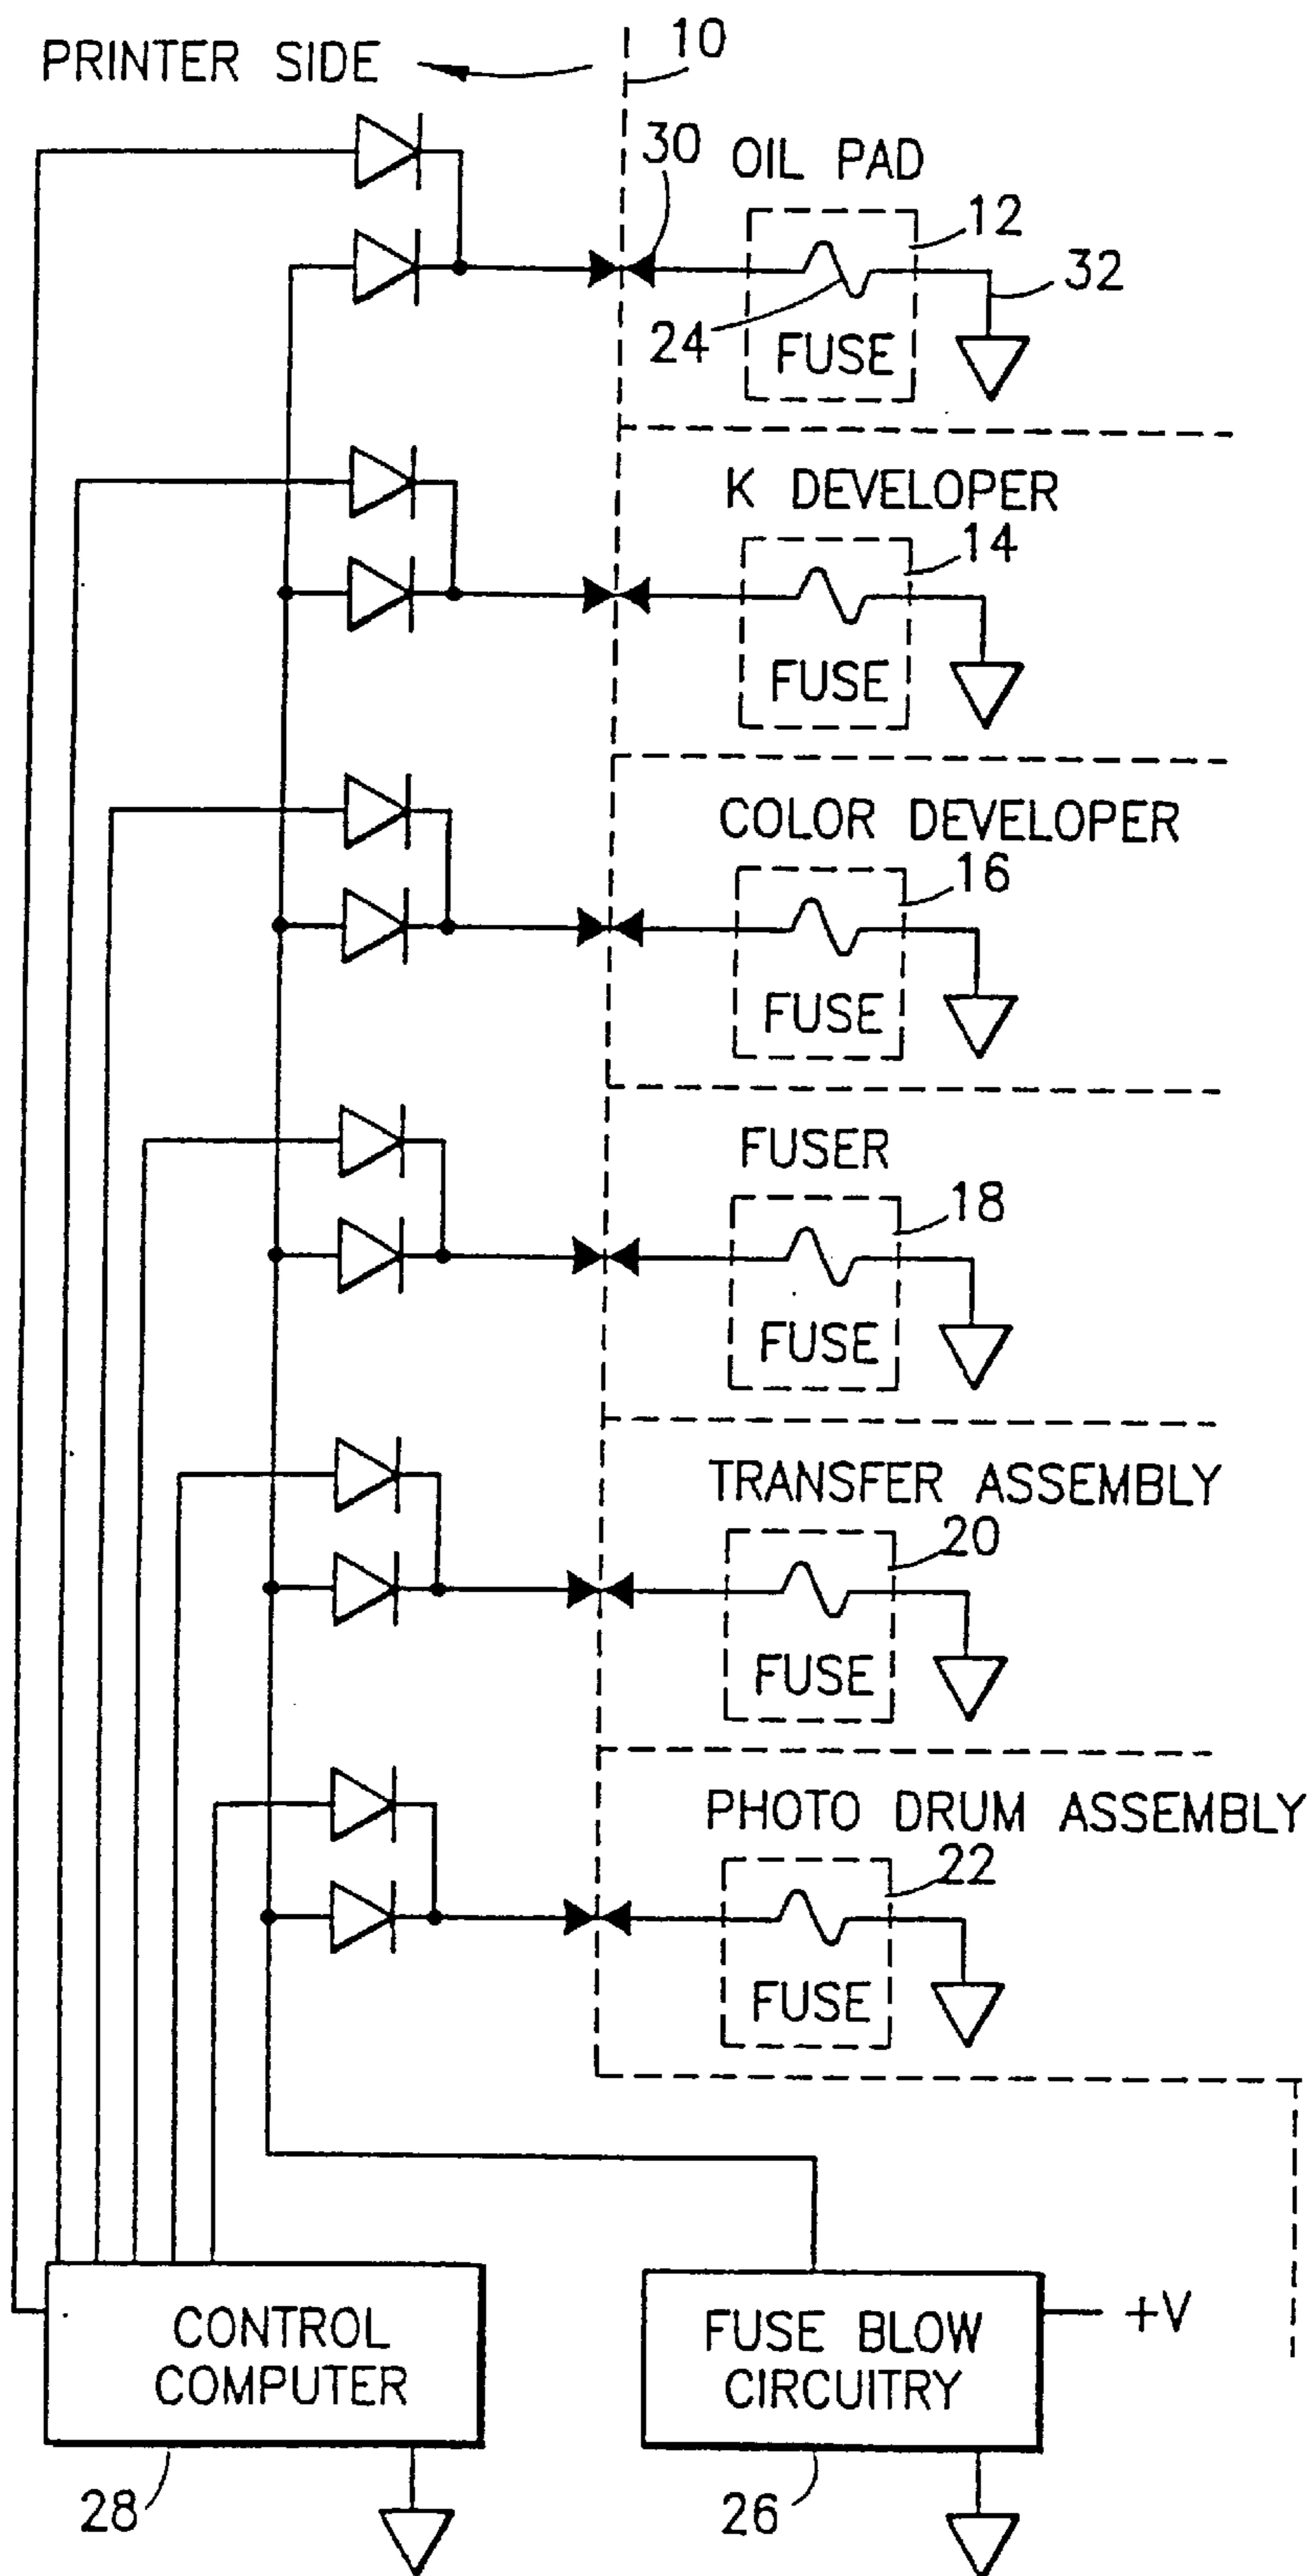 PRINTER SIDE
10
30
OIL PAD
12
32
24
FUSE
K DEVELOPER
14
FUSE
COLOR DEVELOPER
16
FUSE
FUSER
18
FUSE
TRANSFER ASSEMBLY
20
FUSE
PHOTO DRUM ASSEMBLY
22
FUSE
CONTROL
COMPUTER
28
FUSE BLOW
CIRCUITRY
+V
26